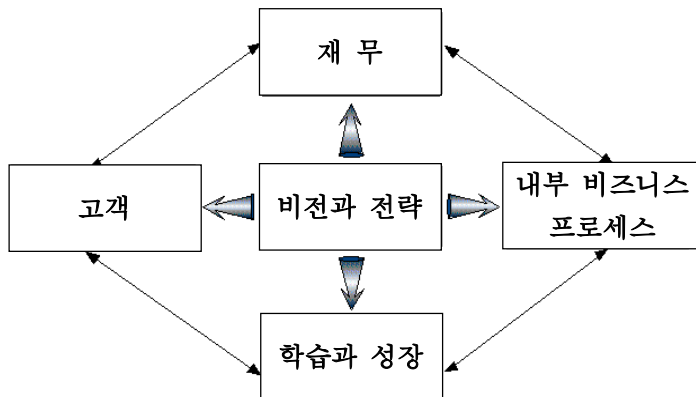 재 무
고객
비전과 전략
내부 비즈니스
프로세스
학습과 성장